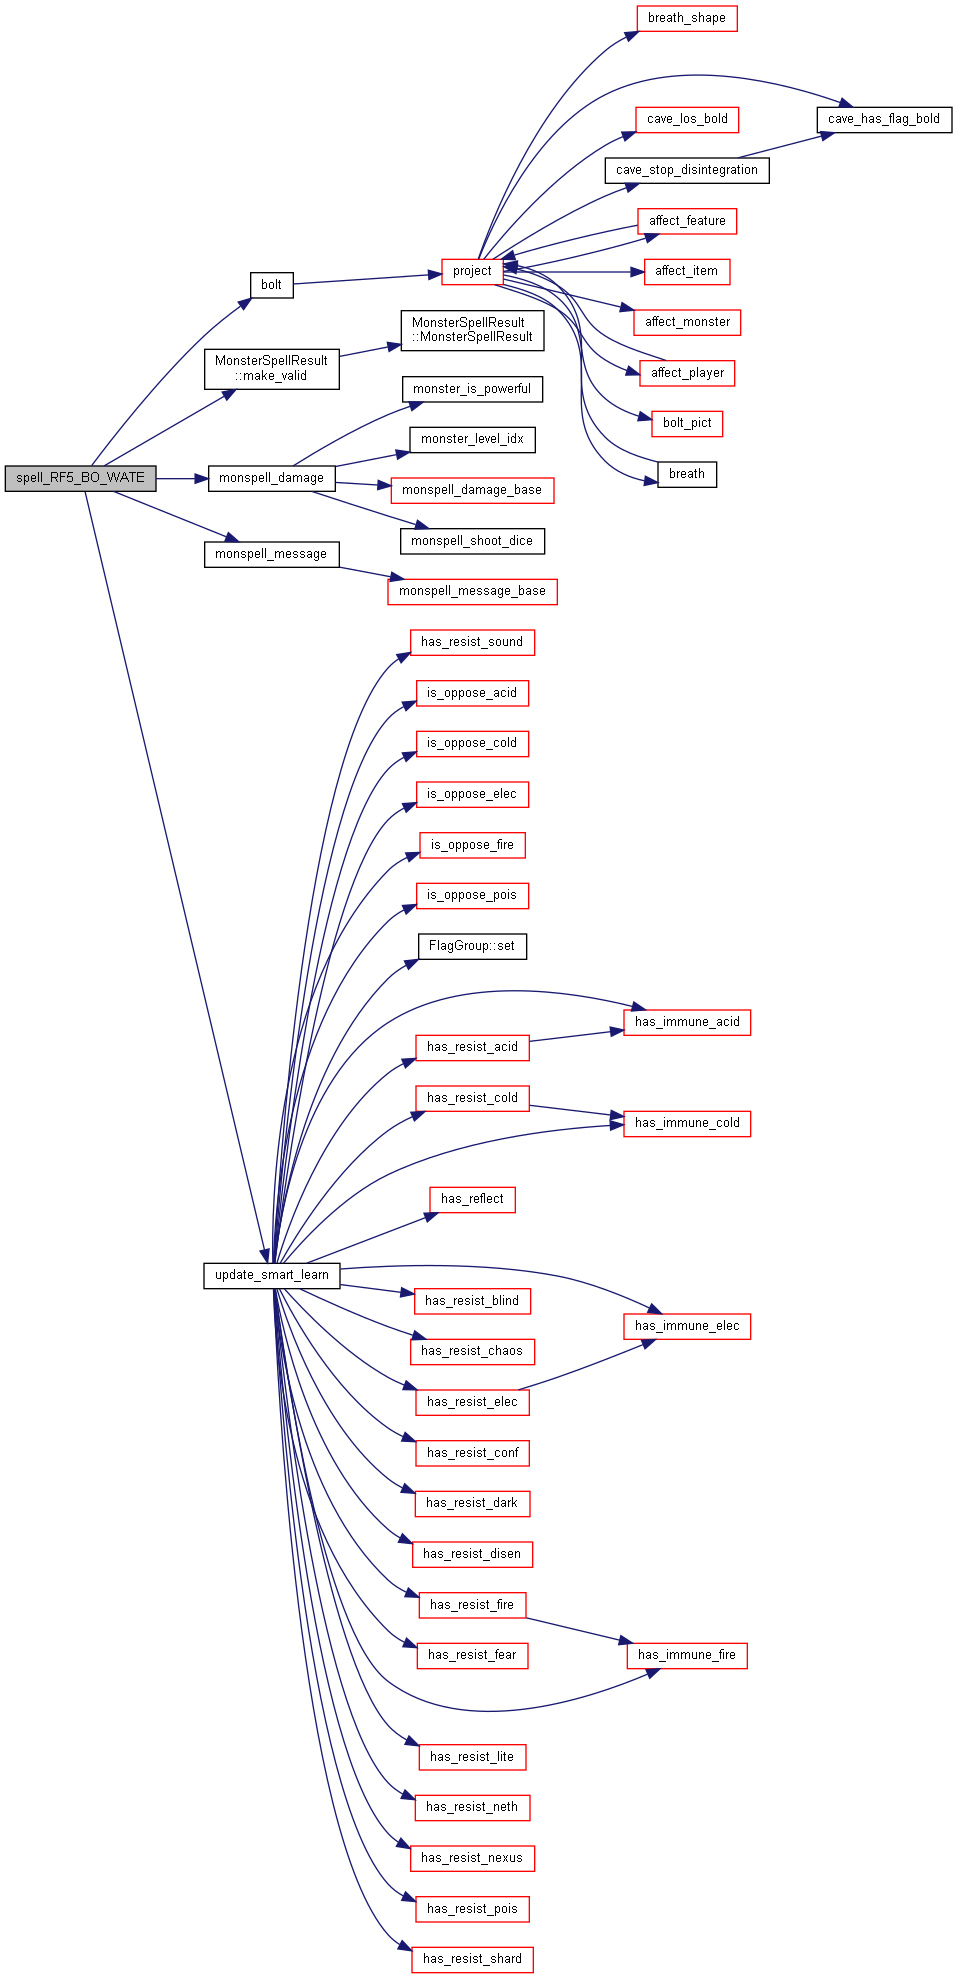 breath_shape
cave_has_flag_bold
cave_los_bold
cave_stop_disintegration
affect_feature
project
affect_item
bolt
affect_monster
MonsterSpellResult
::MonsterSpellResult
MonsterSpellResult
::make_valid
affect_player
monster_is_powerful
bolt_pict
monster_level_idx
breath
spell_RF5_BO_WATE
monspell_damage
monspell_damage_base
monspell_shoot_dice
monspell_message
monspell_message_base
has_resist_sound
is_oppose_acid
is_oppose_cold
is_oppose_elec
is_oppose_fire
is_oppose_pois
FlagGroup::set
has_immune_acid
has_resist_acid
has_resist_cold
has_immune_cold
has_reflect
update_smart_learn
has_resist_blind
has_immune_elec
has_resist_chaos
has_resist_elec
has_resist_conf
has_resist_dark
has_resist_disen
has_resist_fire
has_resist_fear
has_immune_fire
has_resist_lite
has_resist_neth
has_resist_nexus
has_resist_pois
has_resist_shard